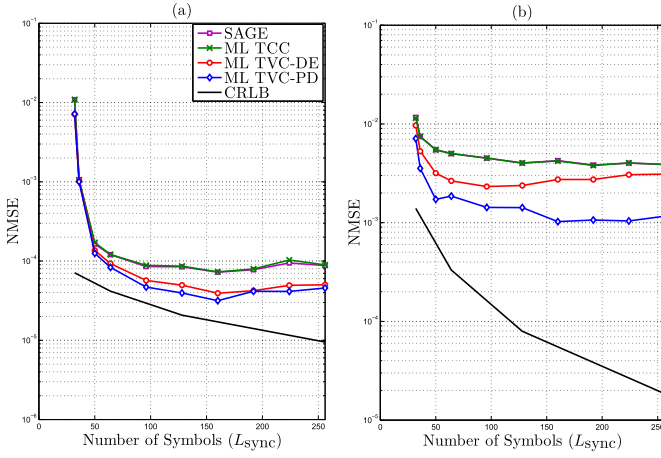 (a)
SAGE
ML TCC
ML TVC-DE
ML TVC-PD
CRLB
NMSE
10^-1
10^-2
10^-3
10^-4
10^-5
10^-6
0 50 100 150 200 250
Number of Symbols (L_sync)
(b)
NMSE
10^-1
10^-2
10^-3
10^-4
10^-5
0 50 100 150 200 250
Number of Symbols (L_sync)